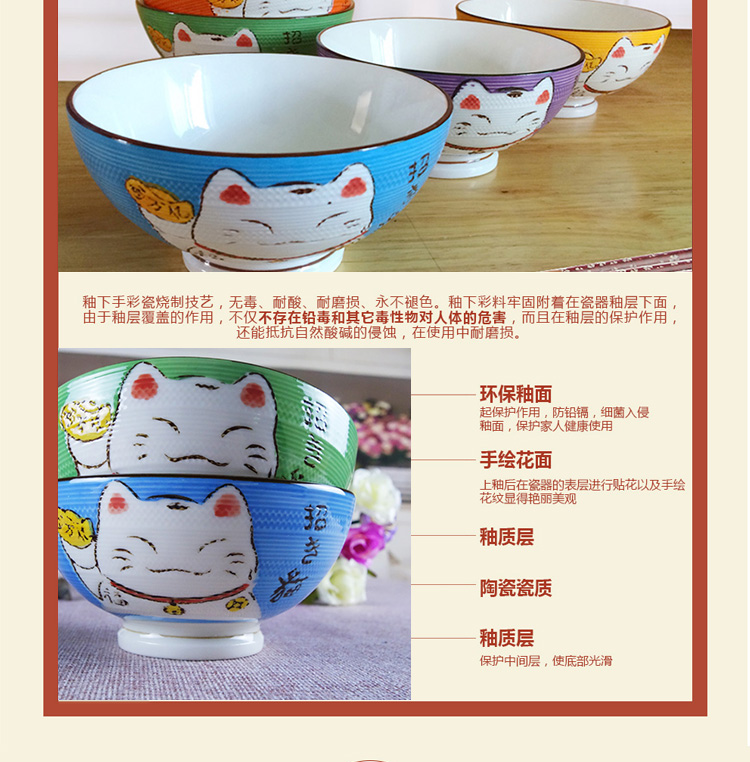 招
招
釉下手彩瓷烧制技艺，无毒、耐酸、耐磨损、永不褪色。釉下彩料牢固附着在瓷器釉层下面，
由于釉层覆盖的作用，不仅不存在铅毒和其它毒性物对人体的危害，而且在釉层的保护作用，
还能抵抗自然酸碱的侵蚀，在使用中耐磨损。
环保釉面
起保护作用，防铅镉，细菌入侵
釉面，保护家人健康使用
手绘花面
上釉后在瓷器的表层进行贴花以及手绘
花纹显得艳丽美观
釉质层
陶瓷瓷质
釉质层
保护中间层，使底部光滑
招
招